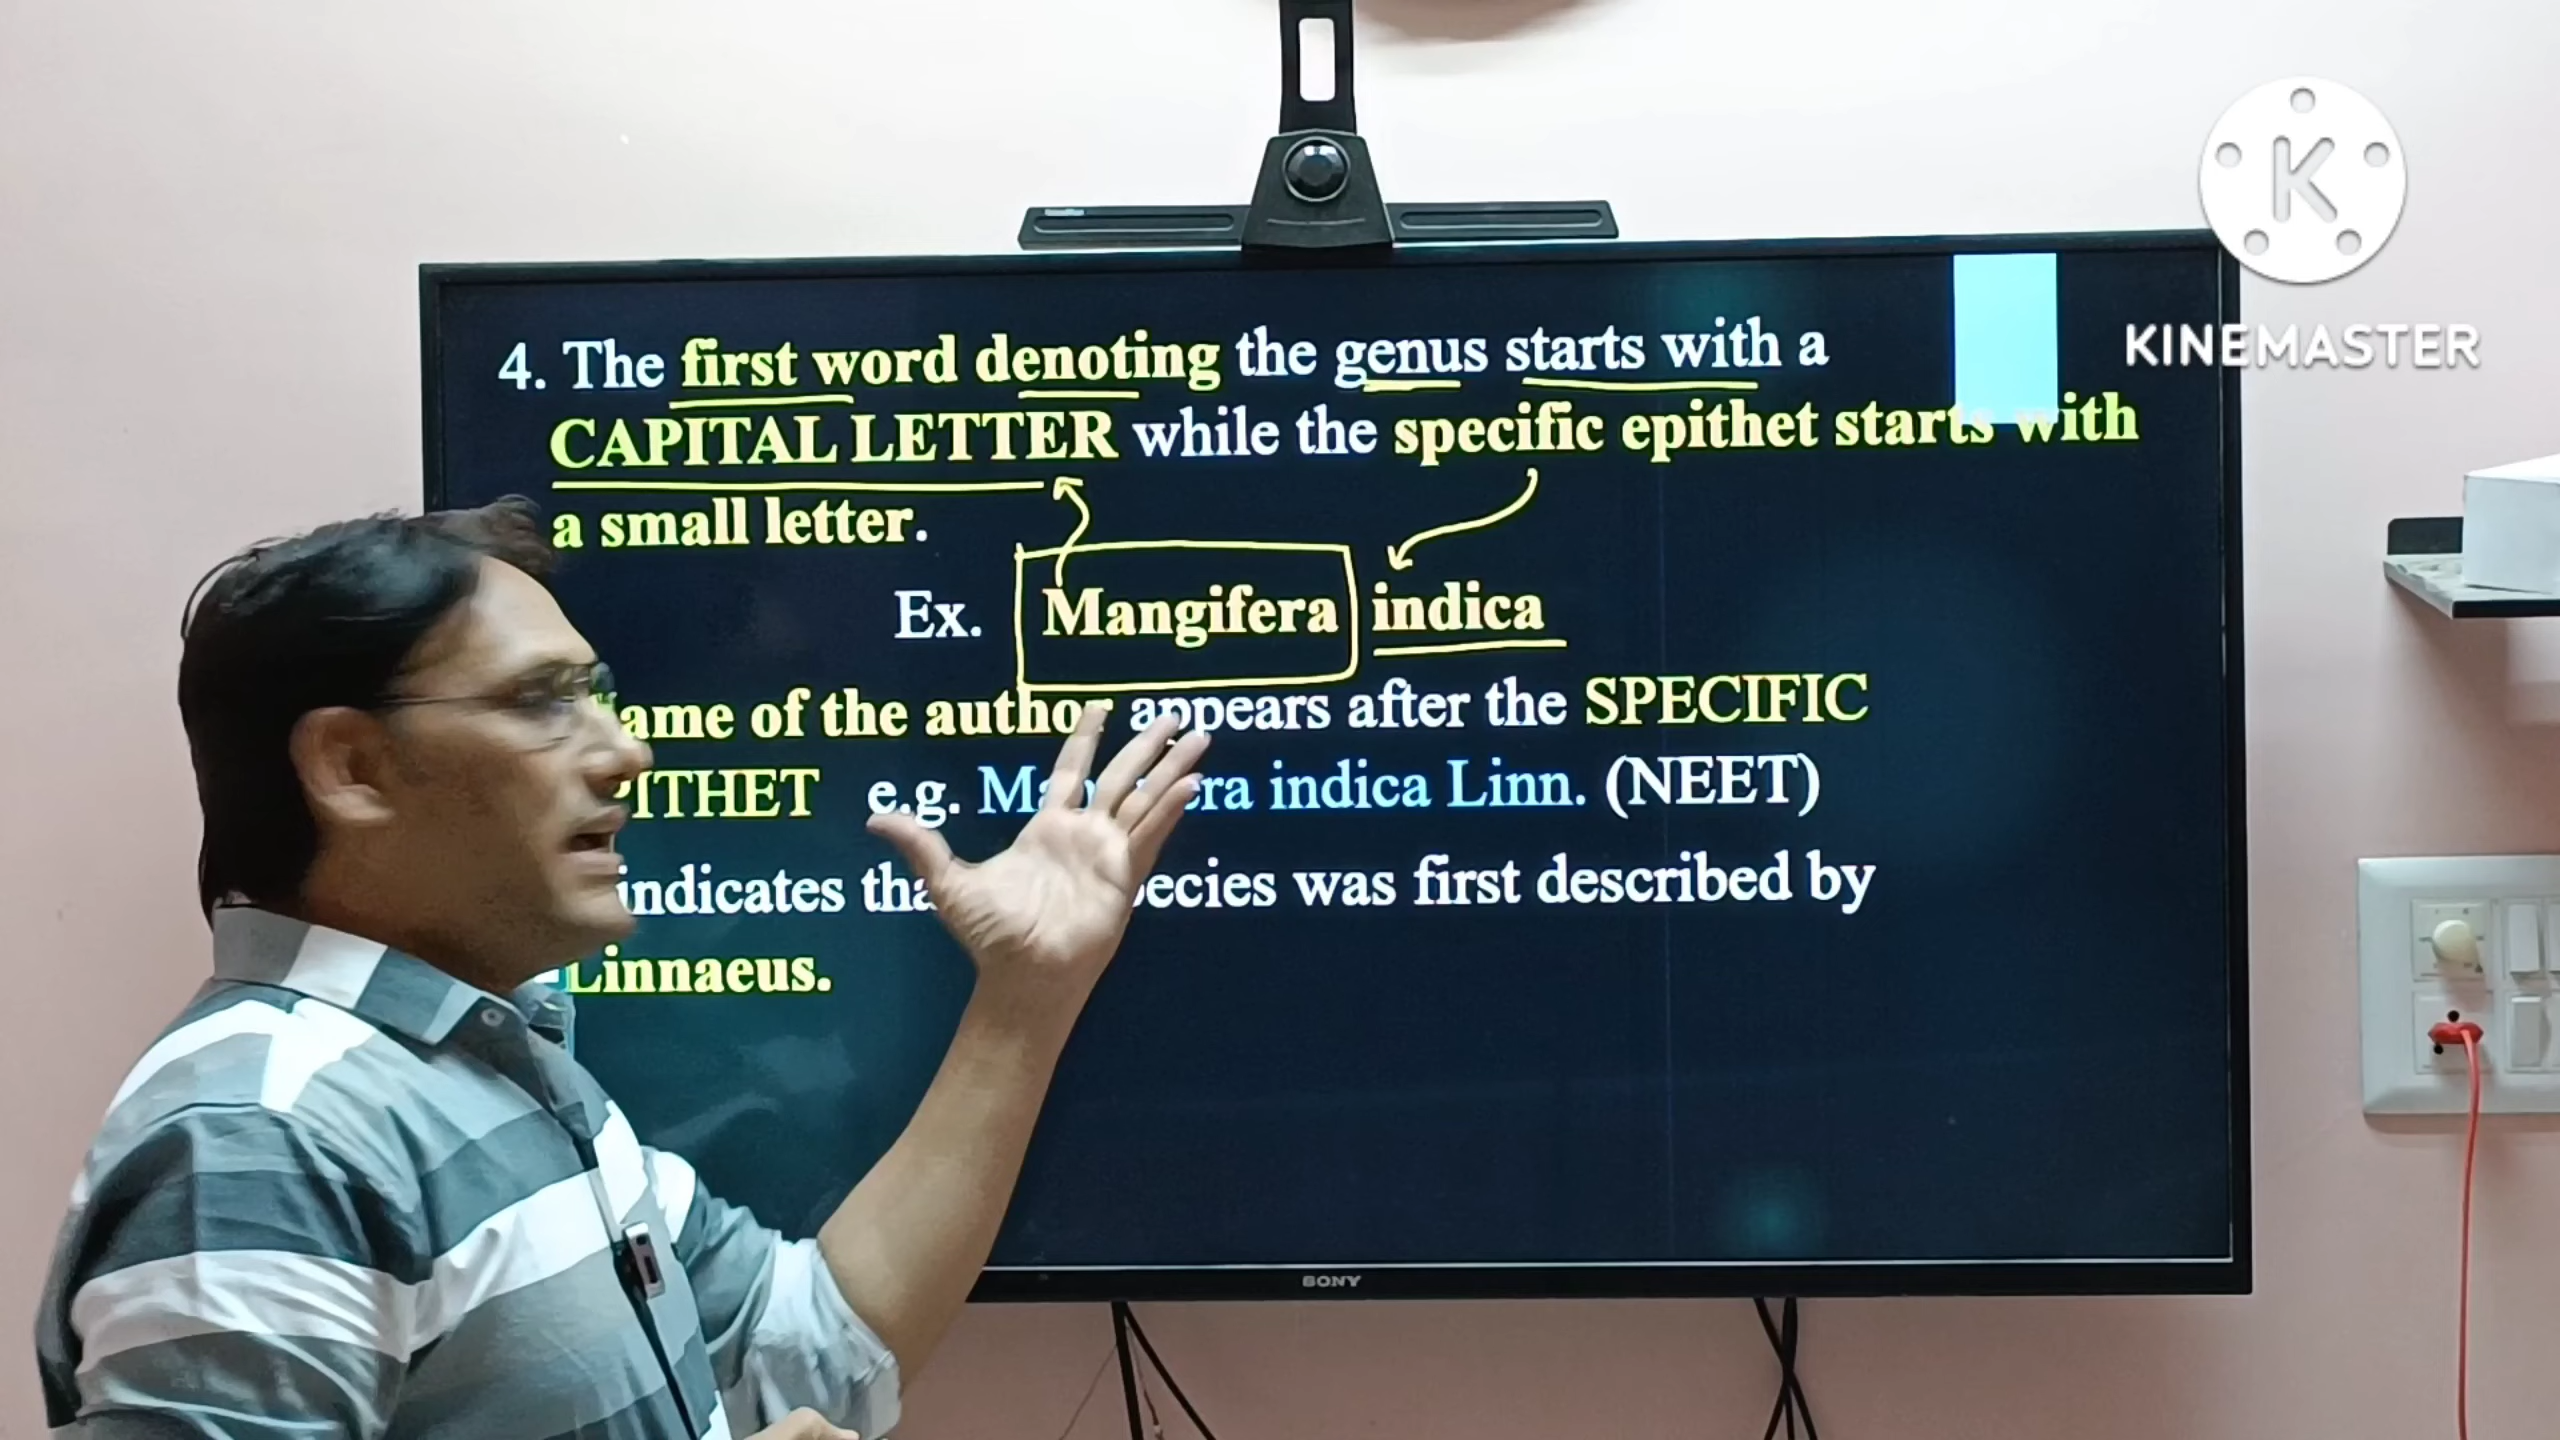 KINEMASTER
4. The first word denoting the genus starts with a
CAPITAL LETTER while the specific epithet starts with
a small letter.
Ex. Mangifera indica
ame of the author appears after the SPECIFIC
PITHET e.g. Ma era indica Linn. (NEET)
indicates tha pecies was first described by
Linnaeus.
SONY